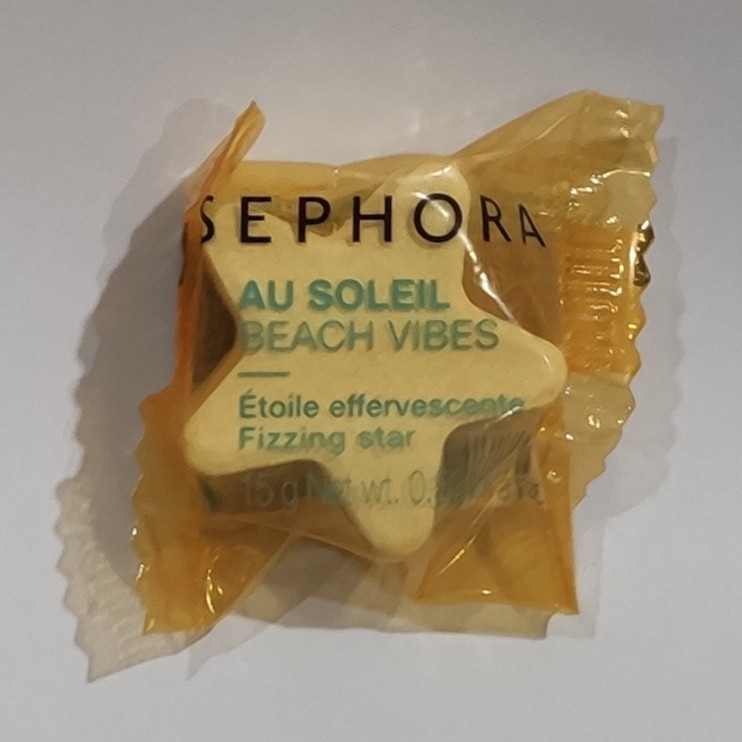 SEPHORA
AU SOLEIL
BEACH VIBES
Étoile effervescente
Fizzing star
15 g Net wt.